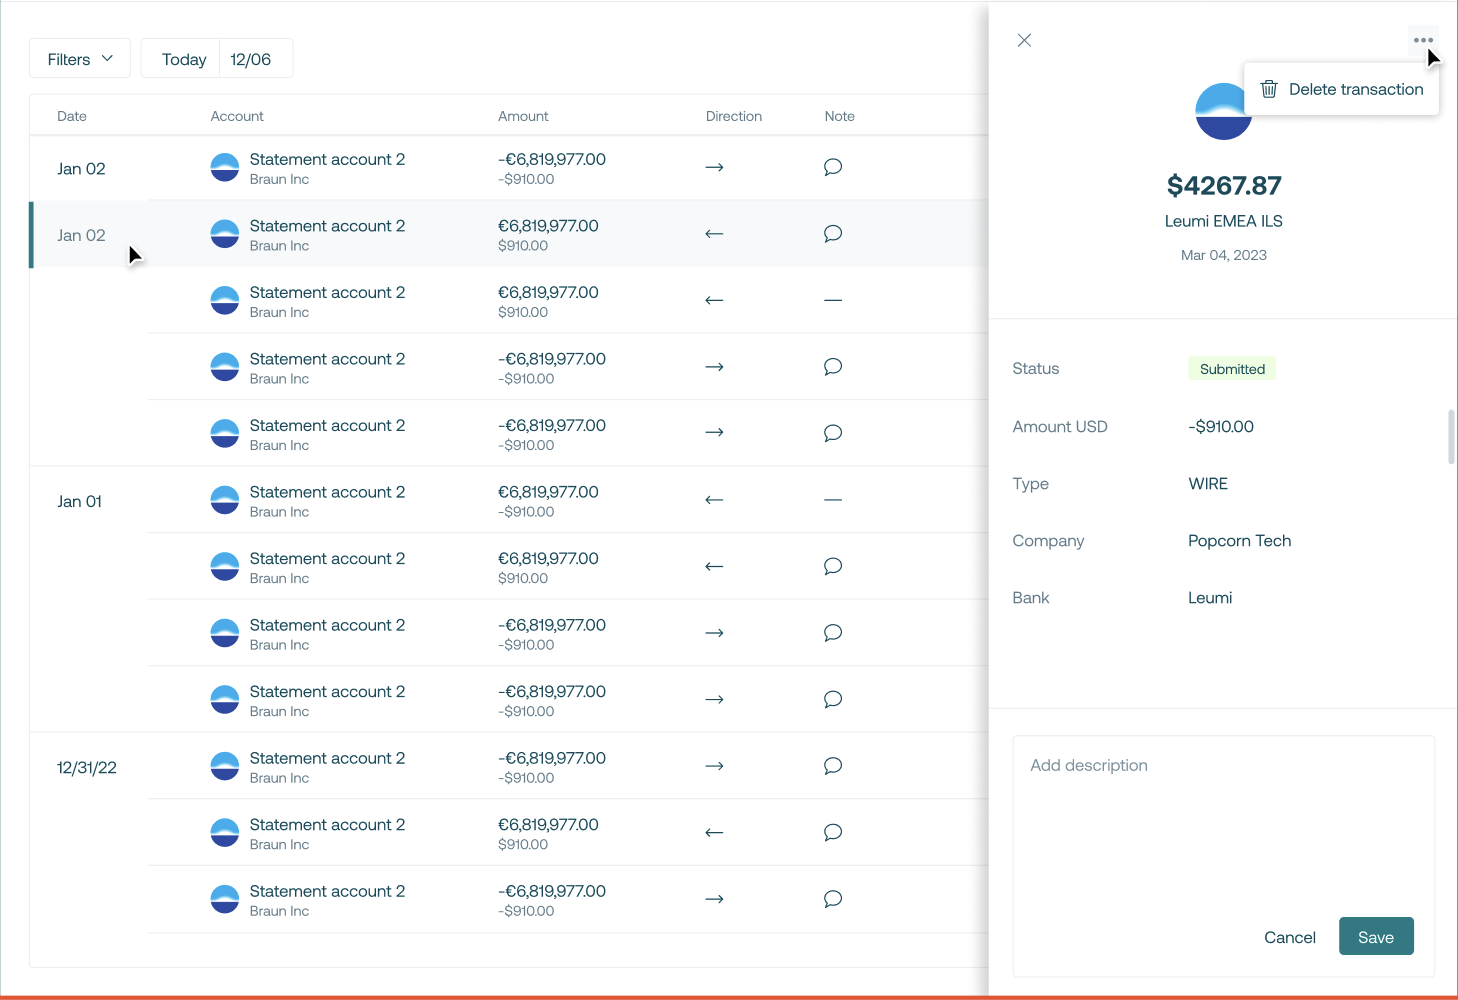 Filters
Today 12/06
Date Account Amount Direction Note
Jan 02 Statement account 2 -€6,819,977.00
Braun Inc -$910.00
Jan 02 Statement account 2 €6,819,977.00
Braun Inc $910.00
Statement account 2 €6,819,977.00
Braun Inc $910.00
Statement account 2 -€6,819,977.00
Braun Inc -$910.00
Statement account 2 -€6,819,977.00
Braun Inc -$910.00
Jan 01 Statement account 2 €6,819,977.00
Braun Inc -$910.00
Statement account 2 €6,819,977.00
Braun Inc $910.00
Statement account 2 -€6,819,977.00
Braun Inc -$910.00
Statement account 2 -€6,819,977.00
Braun Inc -$910.00
12/31/22 Statement account 2 -€6,819,977.00
Braun Inc -$910.00
Statement account 2 €6,819,977.00
Braun Inc $910.00
Statement account 2 -€6,819,977.00
Braun Inc -$910.00
Delete transaction
$4267.87
Leumi EMEA ILS
Mar 04, 2023
Status Submitted
Amount USD -$910.00
Type WIRE
Company Popcorn Tech
Bank Leumi
Add description
Cancel Save